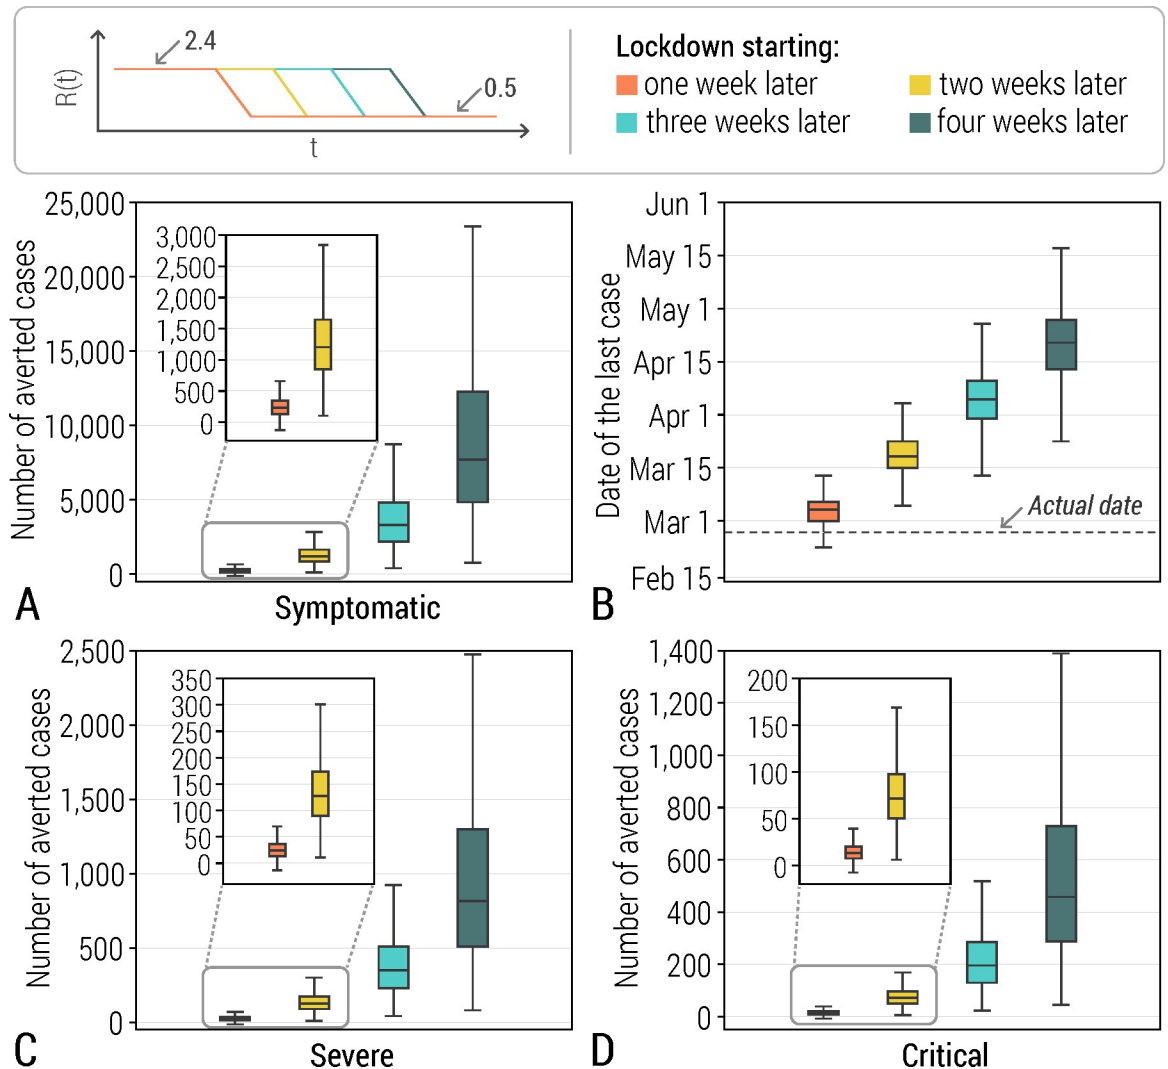 R(t)
2.4
0.5
t
Lockdown starting:
one week later
two weeks later
three weeks later
four weeks later
Number of averted cases
25,000
20,000
15,000
10,000
5,000
0
3,000
2,500
2,000
1,500
1,000
500
0
A
Symptomatic
Date of the last case
Jun 1
May 15
May 1
Apr 15
Apr 1
Mar 15
Mar 1
Feb 15
Actual date
B
Number of averted cases
2,500
2,000
1,500
1,000
500
0
350
300
250
200
150
100
50
0
C
Severe
Number of averted cases
1,400
1,200
1,000
800
600
400
200
0
200
150
100
50
0
D
Critical